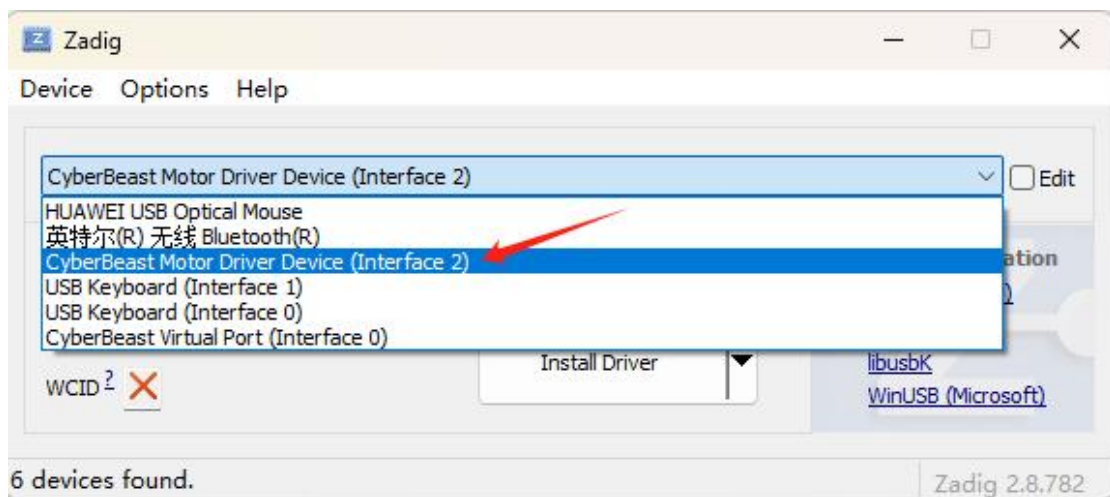 Zadig
Device Options Help
CyberBeast Motor Driver Device (Interface 2)
Edit
HUAWEI USB Optical Mouse
英特尔(R) 无线 Bluetooth(R)
CyberBeast Motor Driver Device (Interface 2)
USB Keyboard (Interface 1)
USB Keyboard (Interface 0)
CyberBeast Virtual Port (Interface 0)
WCID ?
Install Driver
libusbK
WinUSB (Microsoft)
6 devices found.
Zadig 2.8.782